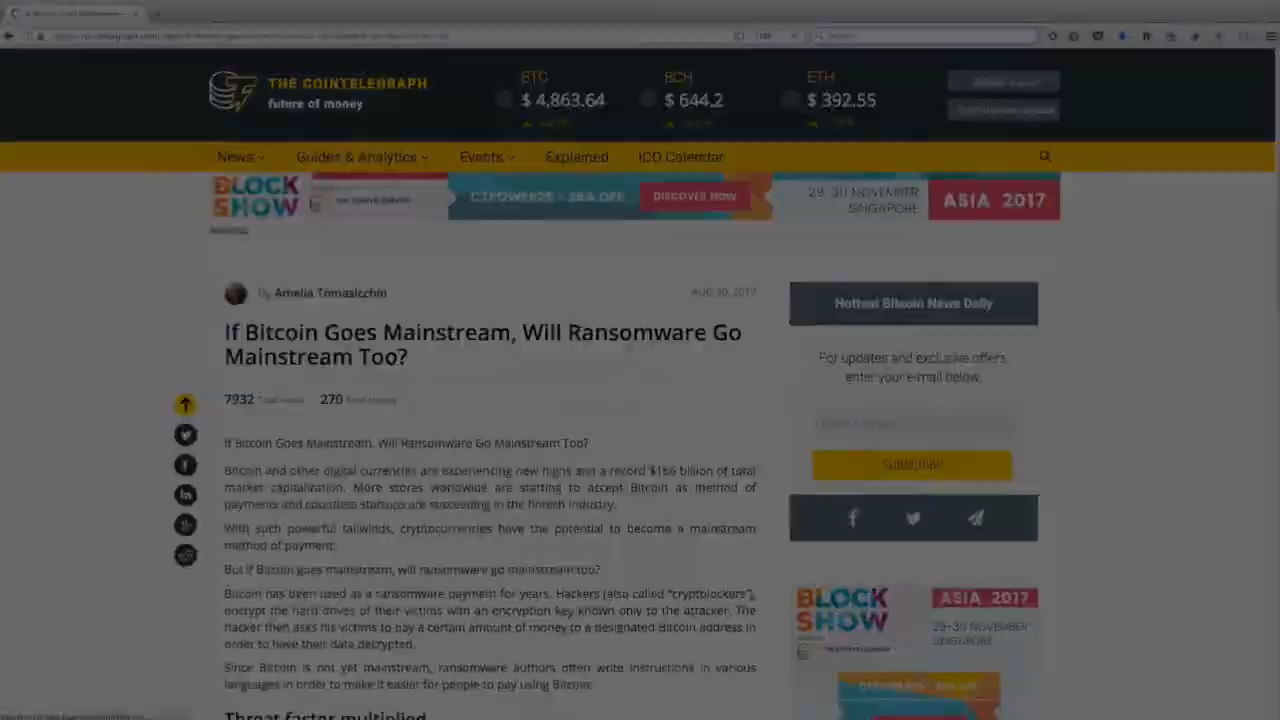 THE COINTELEGRAPH
future of money
BTC
$ 4,863.64
BCH
$ 644.2
ETH
$ 392.55
News
Guides & Analytics
Events
Explained
ICO Calendar
BLOCK
SHOW
DISCOVER NOW
29-30 NOVEMBER
SINGAPORE
ASIA 2017
By Amelia Tomasicchio
AUG 30, 2017
If Bitcoin Goes Mainstream, Will Ransomware Go
Mainstream Too?
7932 Total views
270 Total shares
If Bitcoin Goes Mainstream, Will Ransomware Go Mainstream Too?
Bitcoin and other digital currencies are experiencing new highs and a record $166 billion of total
market capitalization. More stores worldwide are starting to accept Bitcoin as method of
payments and countless startups are succeeding in the fintech industry.
With such powerful tailwinds, cryptocurrencies have the potential to become a mainstream
method of payment.
But if Bitcoin goes mainstream, will ransomware go mainstream too?
Bitcoin has been used as a ransomware payment for years. Hackers (also called "cryptolockers"),
encrypt the hard drives of their victims with an encryption key known only to the attacker. The
hacker then asks his victims to pay a certain amount of money to a designated Bitcoin address in
order to have their data decrypted.
Since Bitcoin is not yet mainstream, ransomware authors often write instructions in various
languages in order to make it easier for people to pay using Bitcoin.
Threat factor multiplied
Hottest Bitcoin News Daily
For updates and exclusive offers,
enter your e-mail below.
SUBSCRIBE
BLOCK
SHOW
ASIA 2017
29-30 NOVEMBER
SINGAPORE